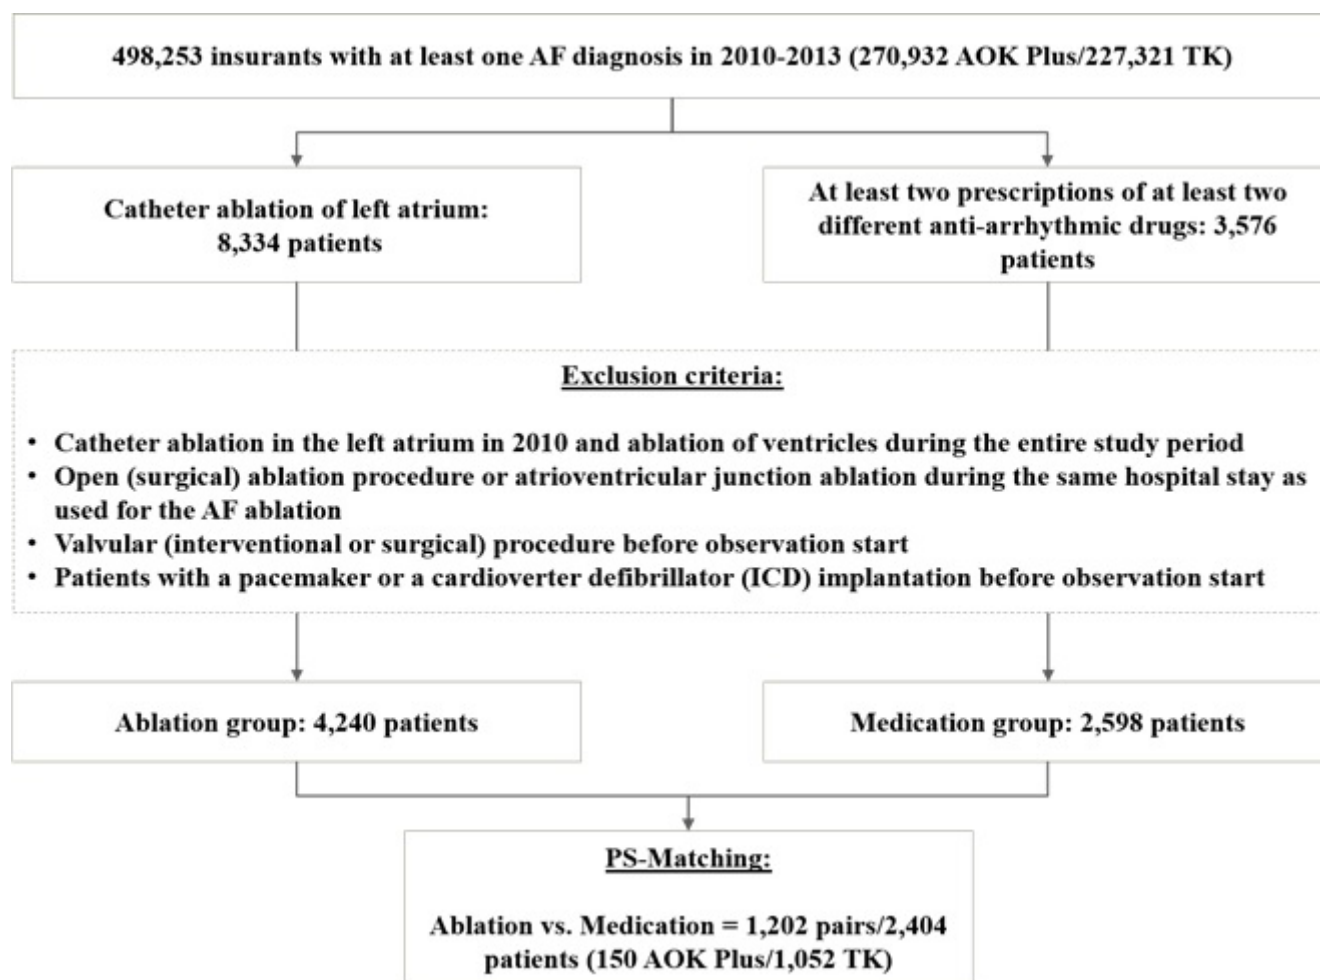 498,253 insurants with at least one AF diagnosis in 2010-2013 (270,932 AOK Plus/227,321 TK)
Catheter ablation of left atrium:
8,334 patients
At least two prescriptions of at least two
different anti-arrhythmic drugs: 3,576
patients
Exclusion criteria:
• Catheter ablation in the left atrium in 2010 and ablation of ventricles during the entire study period
• Open (surgical) ablation procedure or atrioventricular junction ablation during the same hospital stay as
used for the AF ablation
• Valvular (interventional or surgical) procedure before observation start
• Patients with a pacemaker or a cardioverter defibrillator (ICD) implantation before observation start
Ablation group: 4,240 patients
Medication group: 2,598 patients
PS-Matching:
Ablation vs. Medication = 1,202 pairs/2,404
patients (150 AOK Plus/1,052 TK)